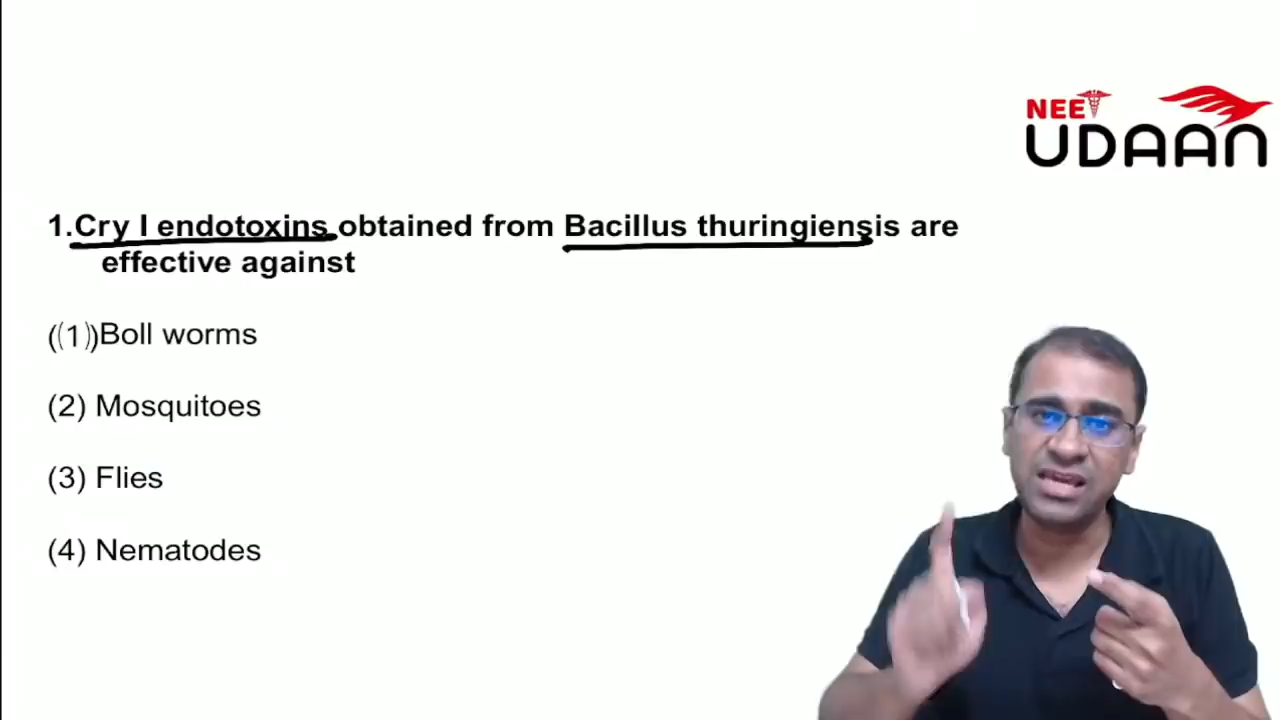 NEET
UDAAN
1.Cry I endotoxins obtained from Bacillus thuringiensis are
effective against
((1))Boll worms
(2) Mosquitoes
(3) Flies
(4) Nematodes